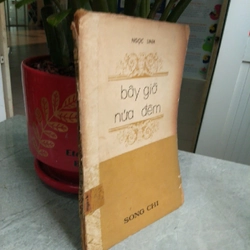 NGỌC LINH
bây giờ
nửa đêm
SONG CHI